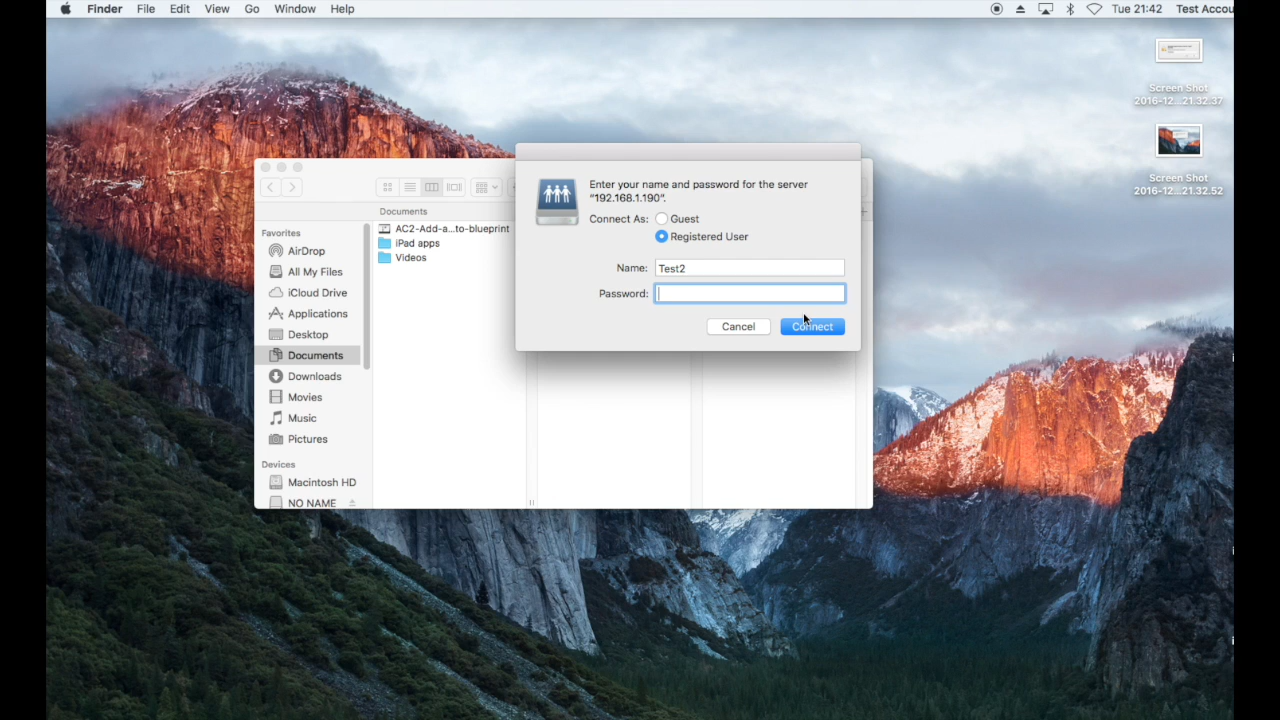 Finder File Edit View Go Window Help Tue 21:42 Test Accou
Screen Shot
2016-12...21.32.37
Screen Shot
2016-12...21.32.52
Enter your name and password for the server
“192.168.1.190”.
Connect As: Guest
Registered User
Name: Test2
Password:
Cancel Connect
Documents
Favorites
AirDrop
All My Files
iCloud Drive
Applications
Desktop
Documents
Downloads
Movies
Music
Pictures
Devices
Macintosh HD
NO NAME
AC2-Add-a...to-blueprint
iPad apps
Videos